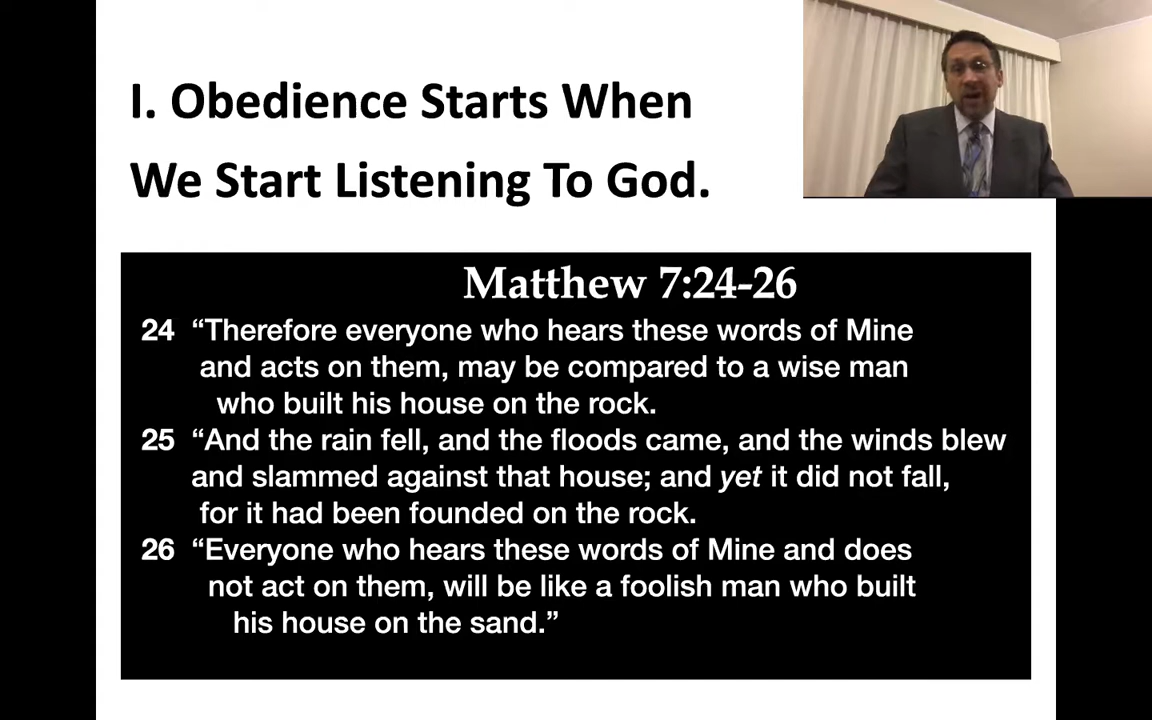 I. Obedience Starts When
We Start Listening To God.
Matthew 7:24-26
24 “Therefore everyone who hears these words of Mine
and acts on them, may be compared to a wise man
who built his house on the rock.
25 “And the rain fell, and the floods came, and the winds blew
and slammed against that house; and yet it did not fall,
for it had been founded on the rock.
26 “Everyone who hears these words of Mine and does
not act on them, will be like a foolish man who built
his house on the sand.”